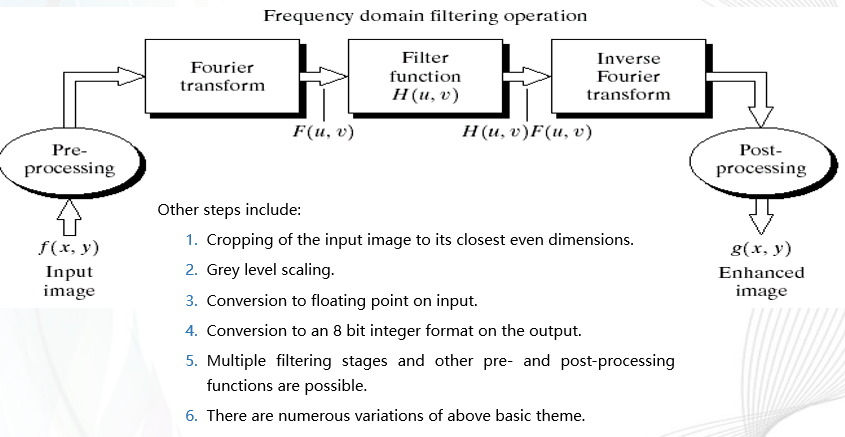 Frequency domain filtering operation
Fourier
transform
Filter
function
H(u, v)
Inverse
Fourier
transform
F(u, v)
H(u, v)F(u, v)
Pre-
processing
Post-
processing
f(x, y)
Input
image
g(x, y)
Enhanced
image
Other steps include:
1. Cropping of the input image to its closest even dimensions.
2. Grey level scaling.
3. Conversion to floating point on input.
4. Conversion to an 8 bit integer format on the output.
5. Multiple filtering stages and other pre- and post-processing
functions are possible.
6. There are numerous variations of above basic theme.